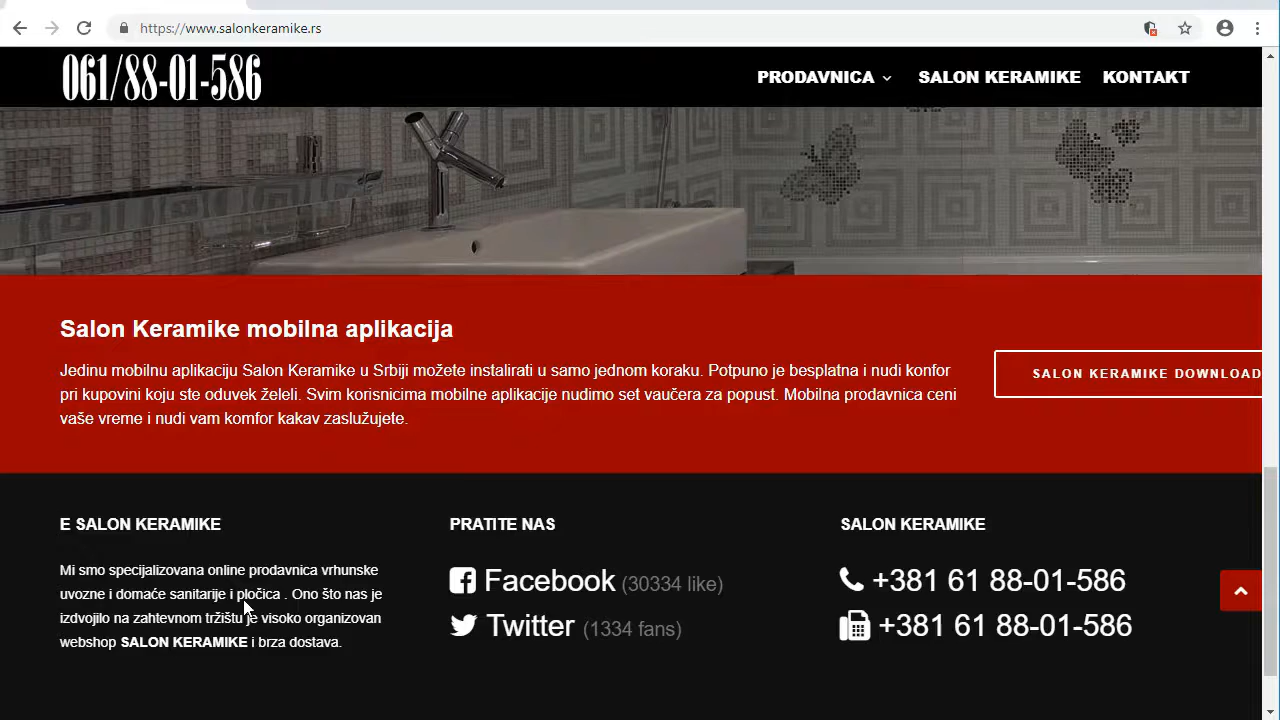 https://www.salonkeramike.rs
061/88-01-586
PRODAVNICA
SALON KERAMIKE
KONTAKT
Salon Keramike mobilna aplikacija
Jedinu mobilnu aplikaciju Salon Keramike u Srbiji možete instalirati u samo jednom koraku. Potpuno je besplatna i nudi konfor
pri kupovini koju ste oduvek želeli. Svim korisnicima mobilne aplikacije nudimo set vaučera za popust. Mobilna prodavnica ceni
vaše vreme i nudi vam komfor kakav zaslužujete.
SALON KERAMIKE DOWNLOAD
E SALON KERAMIKE
Mi smo specijalizovana online prodavnica vrhunske
uvozne i domaće sanitarije i pločica . Ono što nas je
izdvojilo na zahtevnom tržištu je visoko organizovan
webshop SALON KERAMIKE i brza dostava.
PRATITE NAS
Facebook (30334 like)
Twitter (1334 fans)
SALON KERAMIKE
+381 61 88-01-586
+381 61 88-01-586